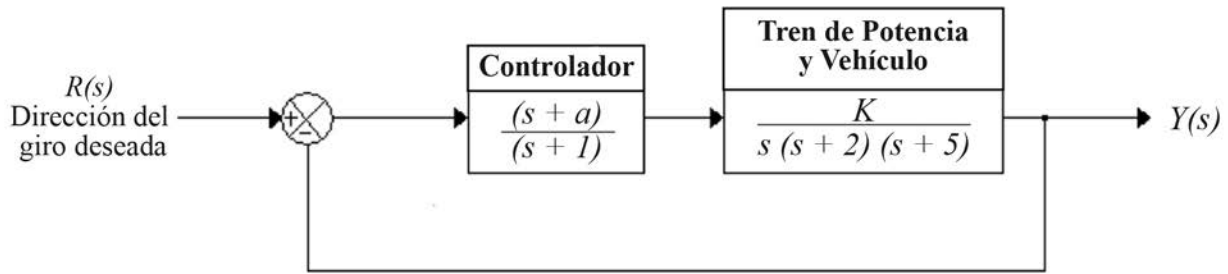 R(s)
Dirección del
giro deseada
+
−
Controlador
(s + a)
(s + 1)
Tren de Potencia
y Vehículo
K
s (s + 2) (s + 5)
Y(s)